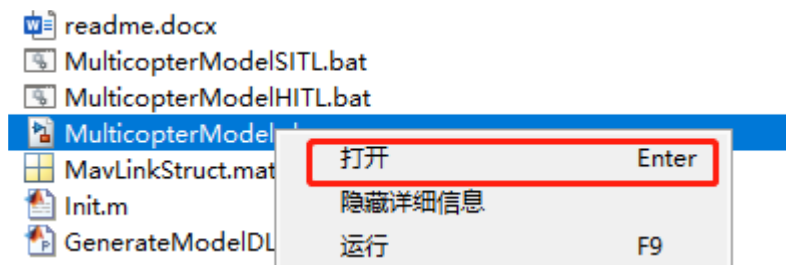 readme.docx
MulticopterModelSITL.bat
MulticopterModelHITL.bat
MulticopterModel
打开 Enter
MavLinkStruct.mat
隐藏详细信息
Init.m
GenerateModelDL
运行 F9